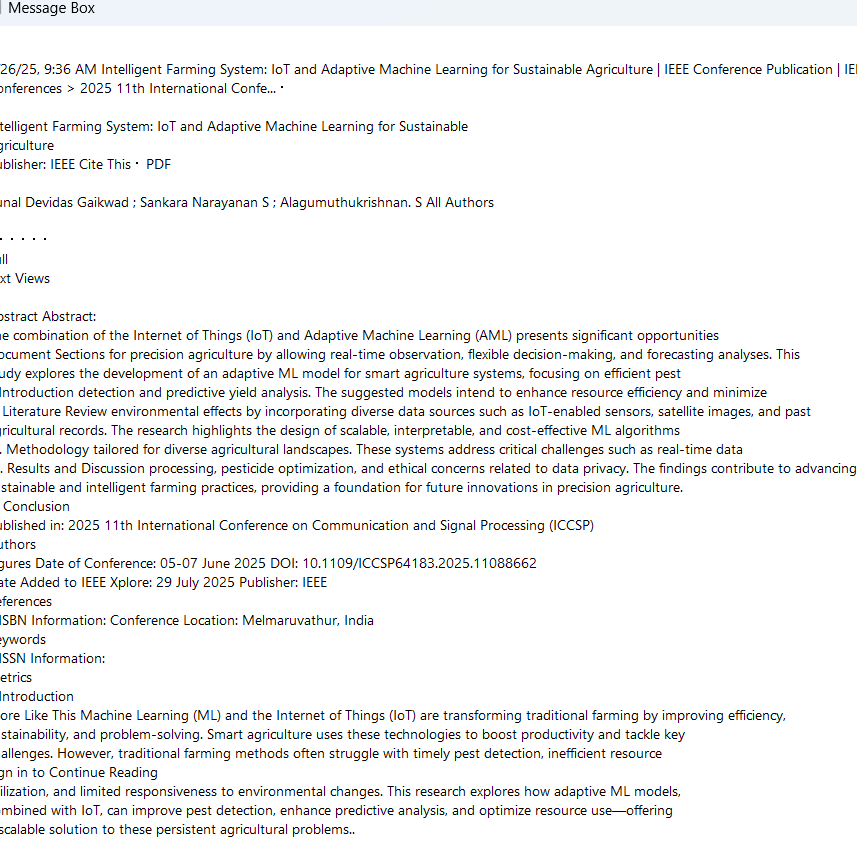 Message Box
26/25, 9:36 AM Intelligent Farming System: IoT and Adaptive Machine Learning for Sustainable Agriculture | IEEE Conference Publication | IE
onferences > 2025 11th International Confe... ·
telligent Farming System: IoT and Adaptive Machine Learning for Sustainable
griculture
ublisher: IEEE Cite This · PDF
unal Devidas Gaikwad ; Sankara Narayanan S ; Alagumuthukrishnan. S All Authors
· · · · ·
ll
xt Views
bstract Abstract:
e combination of the Internet of Things (IoT) and Adaptive Machine Learning (AML) presents significant opportunities
ocument Sections for precision agriculture by allowing real-time observation, flexible decision-making, and forecasting analyses. This
udy explores the development of an adaptive ML model for smart agriculture systems, focusing on efficient pest
Introduction detection and predictive yield analysis. The suggested models intend to enhance resource efficiency and minimize
Literature Review environmental effects by incorporating diverse data sources such as IoT-enabled sensors, satellite images, and past
gricultural records. The research highlights the design of scalable, interpretable, and cost-effective ML algorithms
. Methodology tailored for diverse agricultural landscapes. These systems address critical challenges such as real-time data
. Results and Discussion processing, pesticide optimization, and ethical concerns related to data privacy. The findings contribute to advancing
stainable and intelligent farming practices, providing a foundation for future innovations in precision agriculture.
Conclusion
ublished in: 2025 11th International Conference on Communication and Signal Processing (ICCSP)
uthors
gures Date of Conference: 05-07 June 2025 DOI: 10.1109/ICCSP64183.2025.11088662
ate Added to IEEE Xplore: 29 July 2025 Publisher: IEEE
eferences
ISBN Information: Conference Location: Melmaruvathur, India
eywords
ISSN Information:
etrics
Introduction
ore Like This Machine Learning (ML) and the Internet of Things (IoT) are transforming traditional farming by improving efficiency,
stainability, and problem-solving. Smart agriculture uses these technologies to boost productivity and tackle key
allenges. However, traditional farming methods often struggle with timely pest detection, inefficient resource
gn in to Continue Reading
ilization, and limited responsiveness to environmental changes. This research explores how adaptive ML models,
mbined with IoT, can improve pest detection, enhance predictive analysis, and optimize resource use—offering
scalable solution to these persistent agricultural problems..